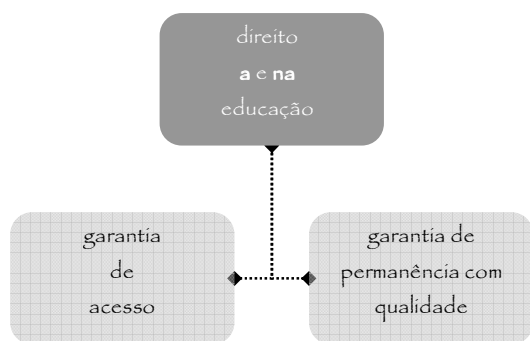 direito
a e na
educação
garantia
de
acesso
garantia de
permanência com
qualidade